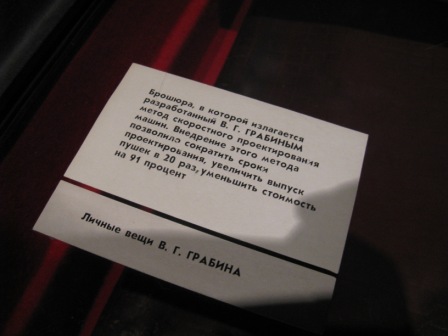 Брошюра, в которой излагается
разработанный В. Г. ГРАБИНЫМ
метод скоростного проектирования
машин. Внедрение этого метода
позволило сократить сроки
проектирования, увеличить выпуск
пушек в 20 раз, уменьшить стоимость
на 91 процент
Личные вещи В. Г. ГРАБИНА